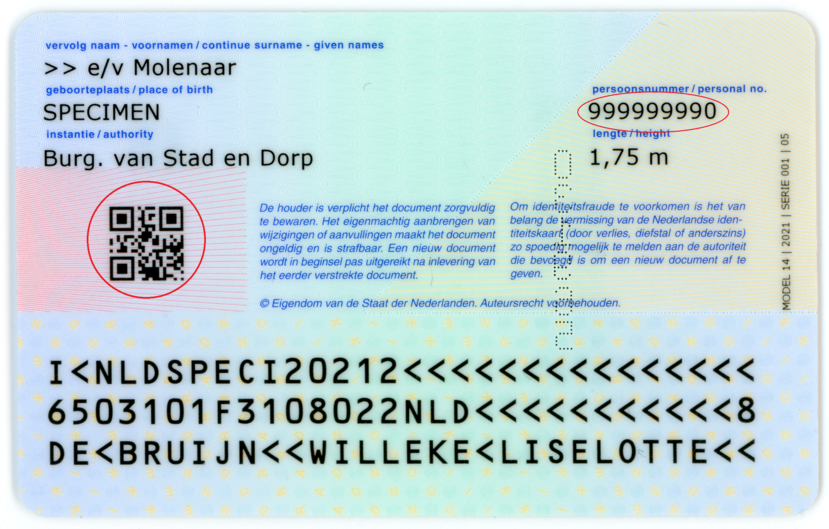 vervolg naam - voornamen / continue surname - given names
>> e/v Molenaar
geboorteplaats / place of birth
SPECIMEN
instantie / authority
Burg. van Stad en Dorp
persoonsnummer / personal no.
999999990
lengte / height
1,75 m
De houder is verplicht het document zorgvuldig
te bewaren. Het eigenmachtig aanbrengen van
wijzigingen of aanvullingen maakt het document
ongeldig en is strafbaar. Een nieuw document
wordt in beginsel pas uitgereikt na inlevering van
het eerder verstrekte document.
Om identiteitsfraude te voorkomen is het van
belang de vermissing van de Nederlandse iden-
titeitskaart (door verlies, diefstal of anderszins)
zo spoedig mogelijk te melden aan de autoriteit
die bevoegd is om een nieuw document af te
geven.
© Eigendom van de Staat der Nederlanden. Auteursrecht voorbehouden.
MODEL 14 | 2021 | SERIE 001 | 05
I<NLDSPECI20212<<<<<<<<<<<<<<<
6503101F3108022NLD<<<<<<<<<<<8
DE<BRUIJN<<WILLEKE<LISELOTTE<<